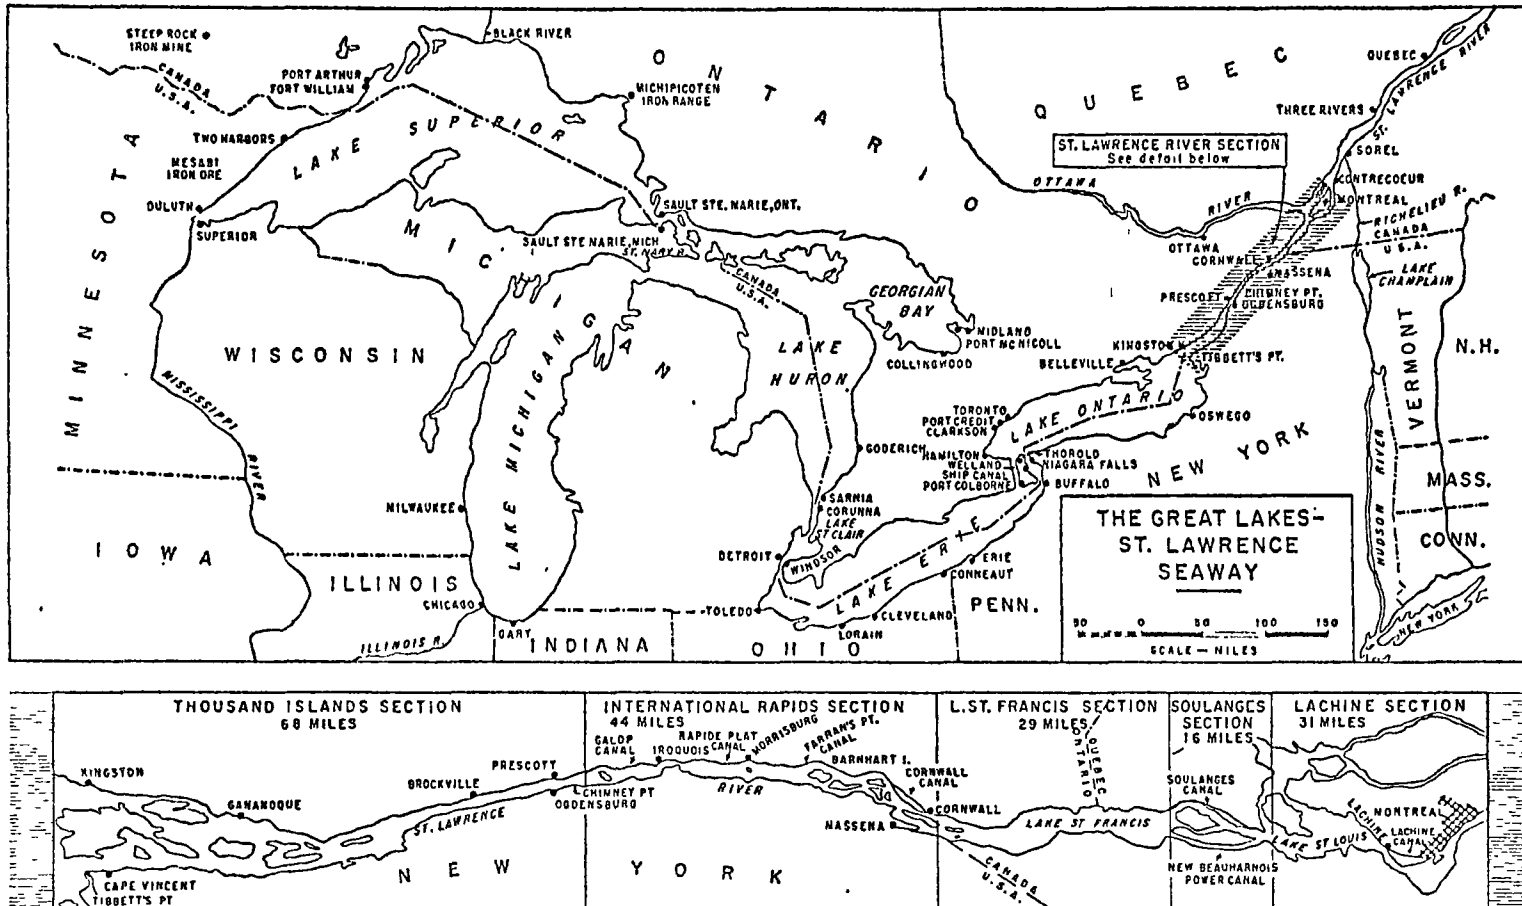 STEEP ROCK
IRON MINE
CANADA
U.S.A.
PORT ARTHUR
FORT WILLIAM
BLACK RIVER
ONTARIO
MICHIPICOTEN
IRON RANGE
QUEBEC
QUEBEC
ST. LAWRENCE RIVER
THREE RIVERS
SOREL
ST. LAWRENCE RIVER SECTION
See detail below
CONTRECOEUR
MONTREAL
RICHELIEU R.
CANADA
U.S.A.
OTTAWA
RIVER
OTTAWA
CORNWALL
MASSENA
LAKE
CHAMPLAIN
PRESCOTT
CHIMNEY PT.
OGDENSBURG
KINGSTON
TIBBETT'S PT.
BELLEVILLE
MINNESOTA
TWO HARBORS
MESABI
IRON ORE
DULUTH
SUPERIOR
LAKE SUPERIOR
SAULT STE. MARIE, ONT.
SAULT STE MARIE, MICH
ST. MARY R.
CANADA
U.S.A.
MICHIGAN
GEORGIAN
BAY
MIDLAND
PORT MC NICOLL
COLLINGWOOD
WISCONSIN
LAKE
HURON
LAKE MICHIGAN
MISSISSIPPI
RIVER
TORONTO
PORT CREDIT
CLARKSON
LAKE ONTARIO
OSWEGO
GODERICH
HAMILTON
WELLAND
SHIP CANAL
PORT COLBORNE
THOROLD
NIAGARA FALLS
BUFFALO
NEW YORK
VERMONT
N.H.
MASS.
CONN.
HUDSON RIVER
NEW YORK
MILWAUKEE
SARNIA
CORUNNA
LAKE
ST CLAIR
DETROIT
WINDSOR
LAKE ERIE
ERIE
CONNEAUT
CLEVELAND
LORAIN
TOLEDO
PENN.
IOWA
ILLINOIS
CHICAGO
ILLINOIS R.
GARY
INDIANA
OHIO
THE GREAT LAKES-
ST. LAWRENCE
SEAWAY
50 0 50 100 150
SCALE — MILES
THOUSAND ISLANDS SECTION
68 MILES
INTERNATIONAL RAPIDS SECTION
44 MILES
L. ST. FRANCIS SECTION
29 MILES
SOULANGES
SECTION
16 MILES
LACHINE SECTION
31 MILES
KINGSTON
GANANOQUE
BROCKVILLE
PRESCOTT
CHIMNEY PT
OGDENSBURG
ST. LAWRENCE
RIVER
GALOP
CANAL
IROQUOIS
RAPIDE PLAT
CANAL
MORRISBURG
FARRAN'S PT.
CANAL
BARNHART I.
CORNWALL
CANAL
CORNWALL
MASSENA
ONTARIO
QUEBEC
LAKE ST FRANCIS
CANADA
U.S.A.
SOULANGES
CANAL
NEW BEAUHARNOIS
POWER CANAL
LAKE ST LOUIS
LACHINE
MONTREAL
LACHINE
CANAL
CAPE VINCENT
TIBBETT'S PT
NEW YORK